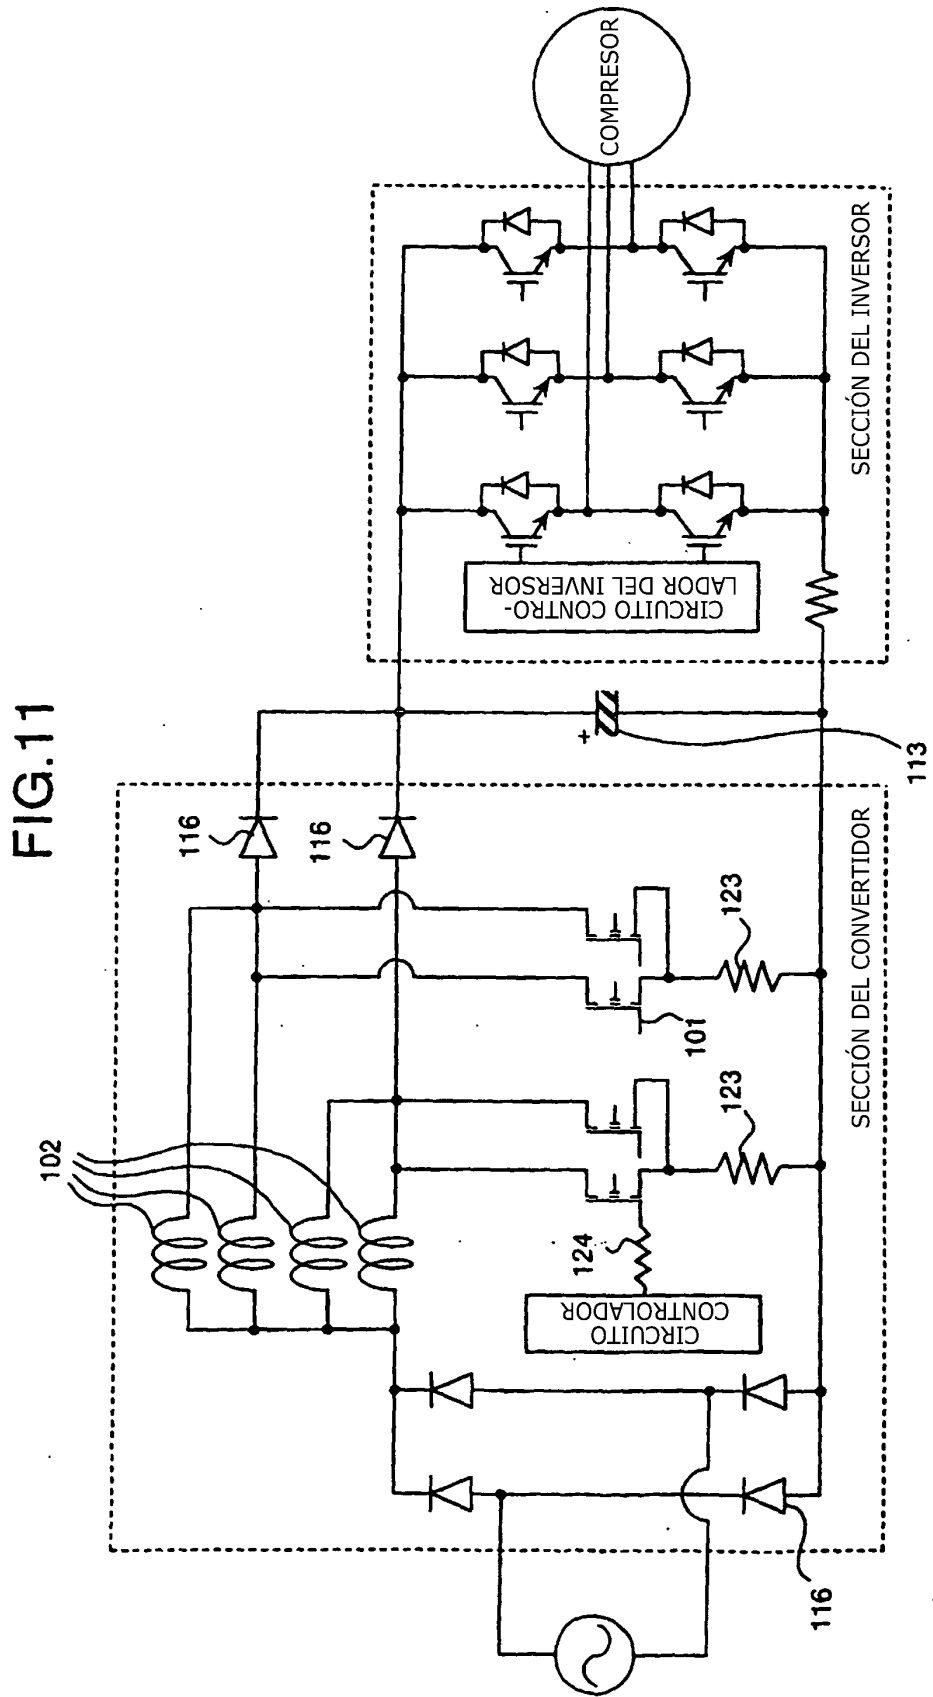 FIG.11
102
116
116
COMPRESOR
CIRCUITO CONTRO-
LADOR DEL INVERSOR
SECCIÓN DEL INVERSOR
+
113
101
123
123
124
CIRCUITO
CONTROLADOR
SECCIÓN DEL CONVERTIDOR
116